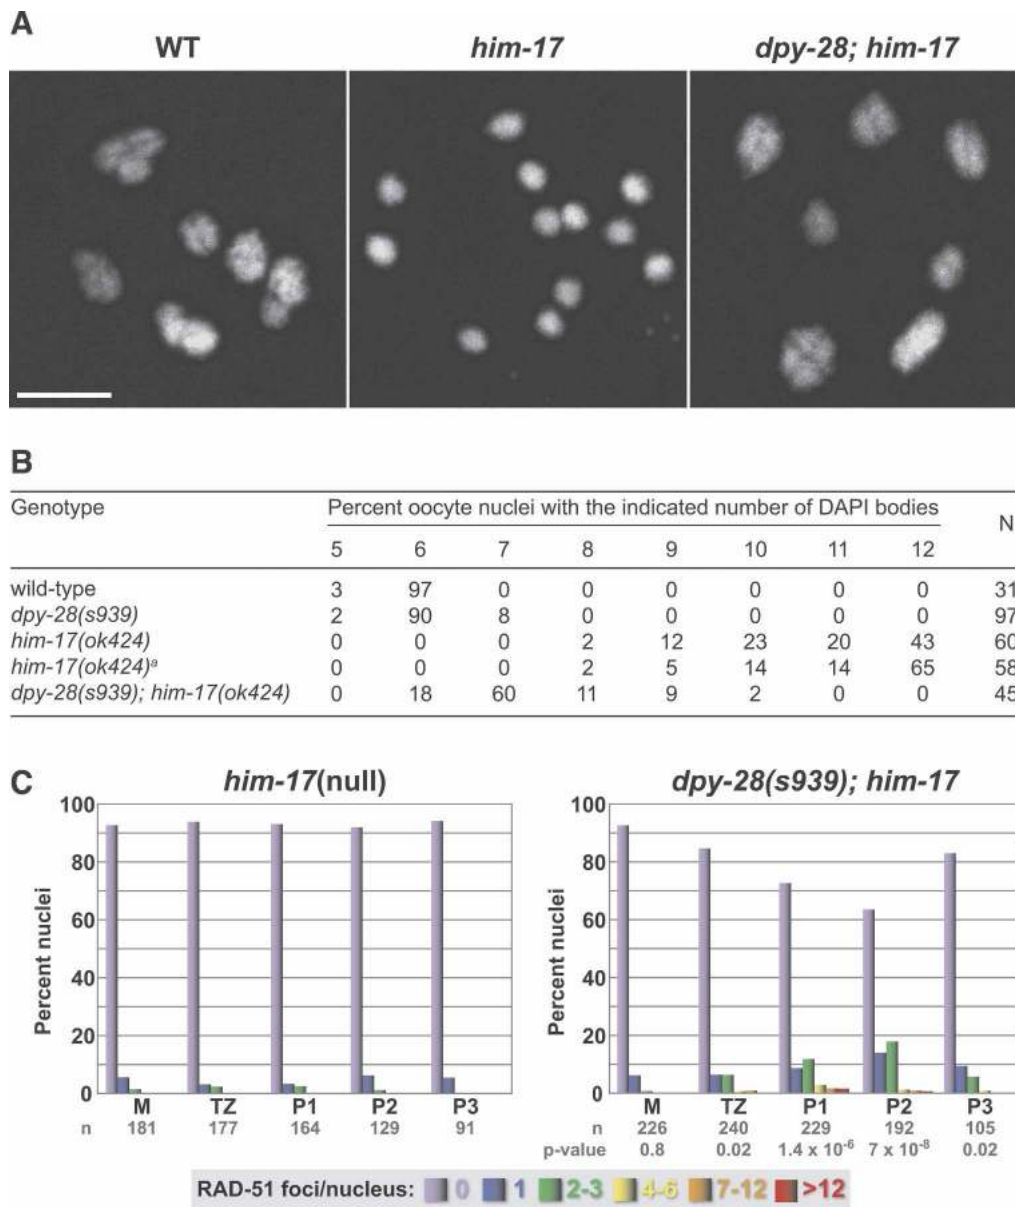 A
WT him-17 dpy-28; him-17
B
Genotype Percent oocyte nuclei with the indicated number of DAPI bodies N
5 6 7 8 9 10 11 12
wild-type 3 97 0 0 0 0 0 0 31
dpy-28(s939) 2 90 8 0 0 0 0 0 97
him-17(ok424) 0 0 0 2 12 23 20 43 60
him-17(ok424)a 0 0 0 2 5 14 14 65 58
dpy-28(s939); him-17(ok424) 0 18 60 11 9 2 0 0 45
C
him-17(null)
Percent nuclei
100
80
60
40
20
0
M TZ P1 P2 P3
n 181 177 164 129 91
dpy-28(s939); him-17
Percent nuclei
100
80
60
40
20
0
M TZ P1 P2 P3
n 226 240 229 192 105
p-value 0.8 0.02 1.4 x 10-6 7 x 10-8 0.02
RAD-51 foci/nucleus: 0 1 2-3 4-6 7-12 >12